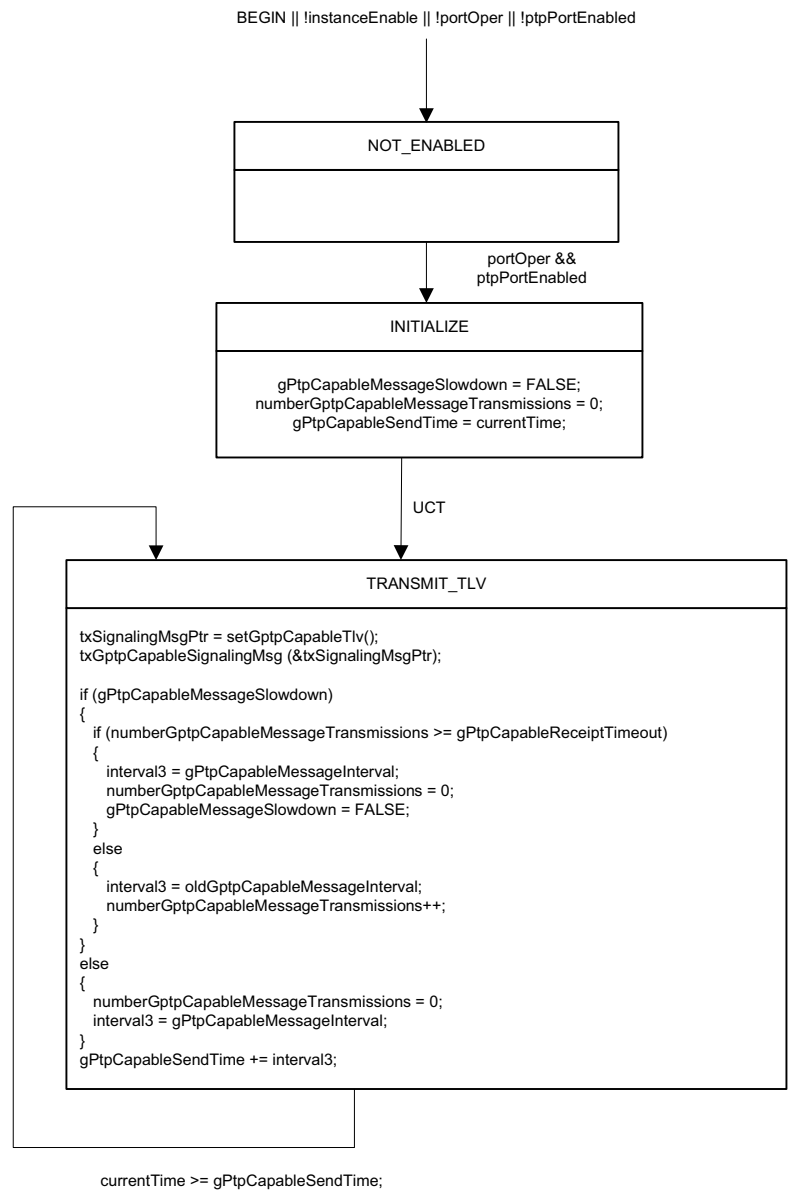 BEGIN || !instanceEnable || !portOper || !ptpPortEnabled
NOT_ENABLED
portOper &&
ptpPortEnabled
INITIALIZE
gPtpCapableMessageSlowdown = FALSE;
numberGptpCapableMessageTransmissions = 0;
gPtpCapableSendTime = currentTime;
UCT
TRANSMIT_TLV
txSignalingMsgPtr = setGptpCapableTlv();
txGptpCapableSignalingMsg (&txSignalingMsgPtr);
if (gPtpCapableMessageSlowdown)
{
if (numberGptpCapableMessageTransmissions >= gPtpCapableReceiptTimeout)
{
interval3 = gPtpCapableMessageInterval;
numberGptpCapableMessageTransmissions = 0;
gPtpCapableMessageSlowdown = FALSE;
}
else
{
interval3 = oldGptpCapableMessageInterval;
numberGptpCapableMessageTransmissions++;
}
}
else
{
numberGptpCapableMessageTransmissions = 0;
interval3 = gPtpCapableMessageInterval;
}
gPtpCapableSendTime += interval3;
currentTime >= gPtpCapableSendTime;